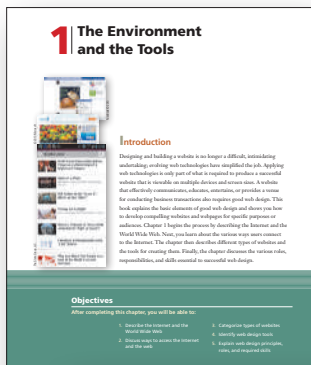 1 The Environment
and the Tools
Introduction
Designing and building a website is no longer a difficult, intimidating
undertaking; evolving web technologies have simplified the job. Applying
web technologies is only part of what is required to produce a successful
website that is viewable on multiple devices and screen sizes. A website
that effectively communicates, educates, entertains, or provides a venue
for conducting business transactions also requires good web design. This
book explains the basic elements of good web design and shows you how
to develop compelling websites and webpages for specific purposes or
audiences. Chapter 1 begins the process by describing the Internet and the
World Wide Web. Next, you learn about the various ways users connect
to the Internet. The chapter then describes different types of websites and
the tools for creating them. Finally, the chapter discusses the various roles,
responsibilities, and skills essential to successful web design.
Objectives
After completing this chapter, you will be able to:
1. Describe the Internet and the
World Wide Web
2. Discuss ways to access the Internet
and the web
3. Categorize types of websites
4. Identify web design tools
5. Explain web design principles,
roles, and required skills